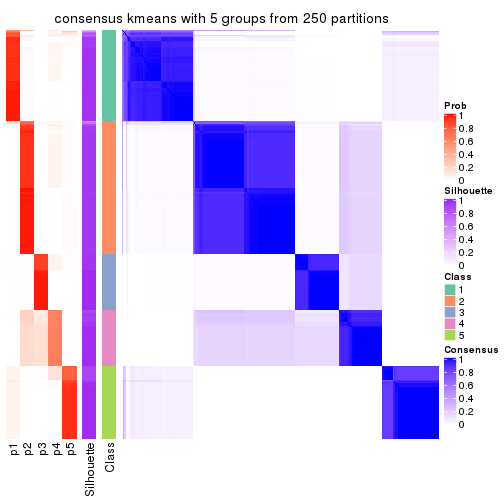 consensus kmeans with 5 groups from 250 partitions
Prob
1
0.8
0.6
0.4
0.2
0
Silhouette
1
0.8
0.6
0.4
0.2
0
Class
1
2
3
4
5
Consensus
1
0.8
0.6
0.4
0.2
0
p1
p2
p3
p4
p5
Silhouette
Class